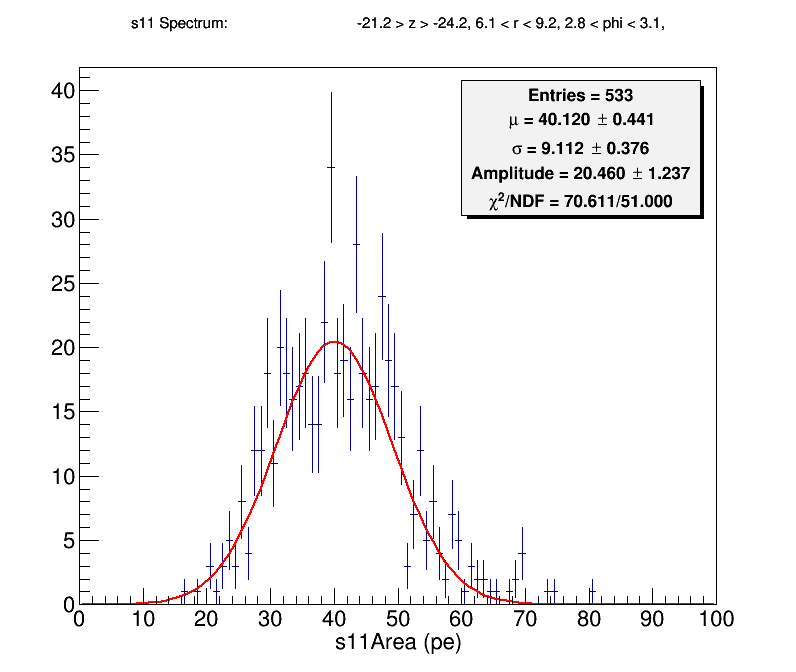 s11 Spectrum: -21.2 > z > -24.2, 6.1 < r < 9.2, 2.8 < phi < 3.1,
Entries = 533
μ = 40.120 ± 0.441
σ = 9.112 ± 0.376
Amplitude = 20.460 ± 1.237
χ²/NDF = 70.611/51.000
40
35
30
25
20
15
10
5
0
0 10 20 30 40 50 60 70 80 90 100
s11Area (pe)